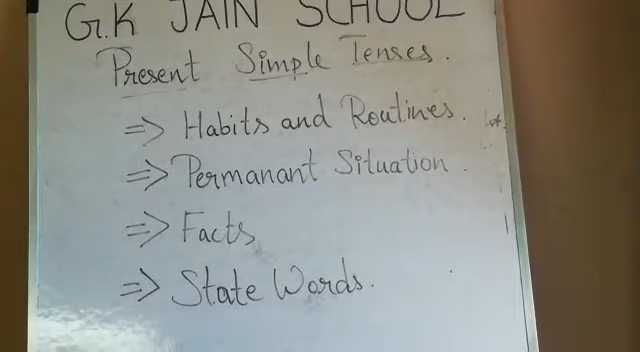 G.K JAIN SCHOOL
Present Simple Tenses.
=> Habits and Routines.
=> Permanant Situation.
=> Facts
=> State Words.